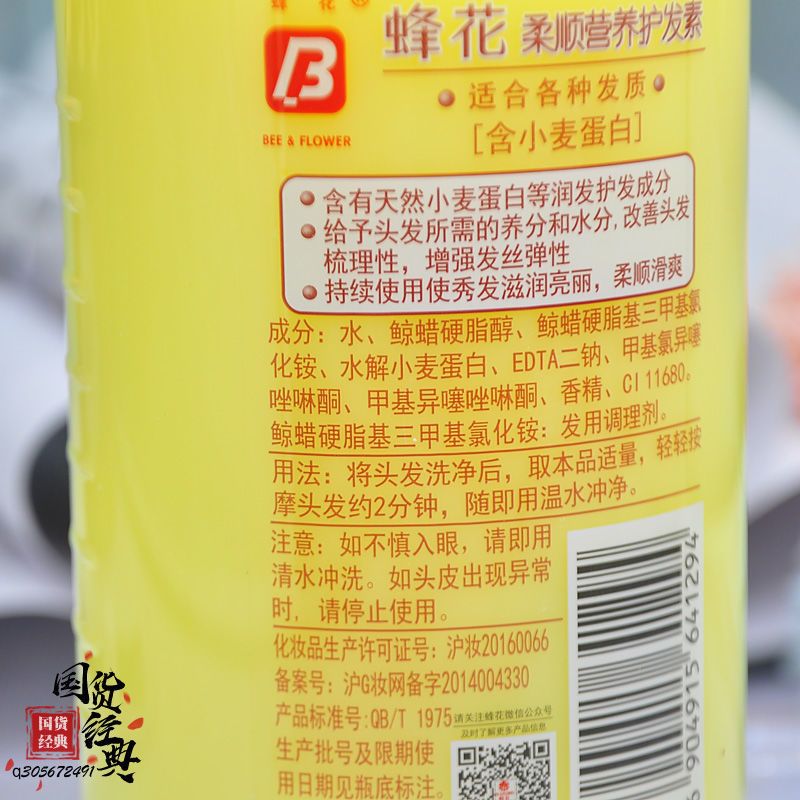 蜂花®
BEE & FLOWER
蜂花 柔顺营养护发素
适合各种发质
[含小麦蛋白]
含有天然小麦蛋白等润发护发成分
给予头发所需的养分和水分,改善头发
梳理性，增强发丝弹性
持续使用使秀发滋润亮丽，柔顺滑爽
成分：水、鲸蜡硬脂醇、鲸蜡硬脂基三甲基氯
化铵、水解小麦蛋白、EDTA二钠、甲基氯异噻
唑啉酮、甲基异噻唑啉酮、香精、CI 11680。
鲸蜡硬脂基三甲基氯化铵：发用调理剂。
用法：将头发洗净后，取本品适量，轻轻按
摩头发约2分钟，随即用温水冲净。
注意：如不慎入眼，请即用
清水冲洗。如头皮出现异常
时，请停止使用。
化妆品生产许可证号：沪妆20160066
备案号：沪G妆网备字2014004330
产品标准号:QB/T 1975
请关注蜂花微信公众号
及时了解更多产品信息
生产批号及限期使
用日期见瓶底标注。
6 904915 641294
国货经典
国货
经典
q305672491